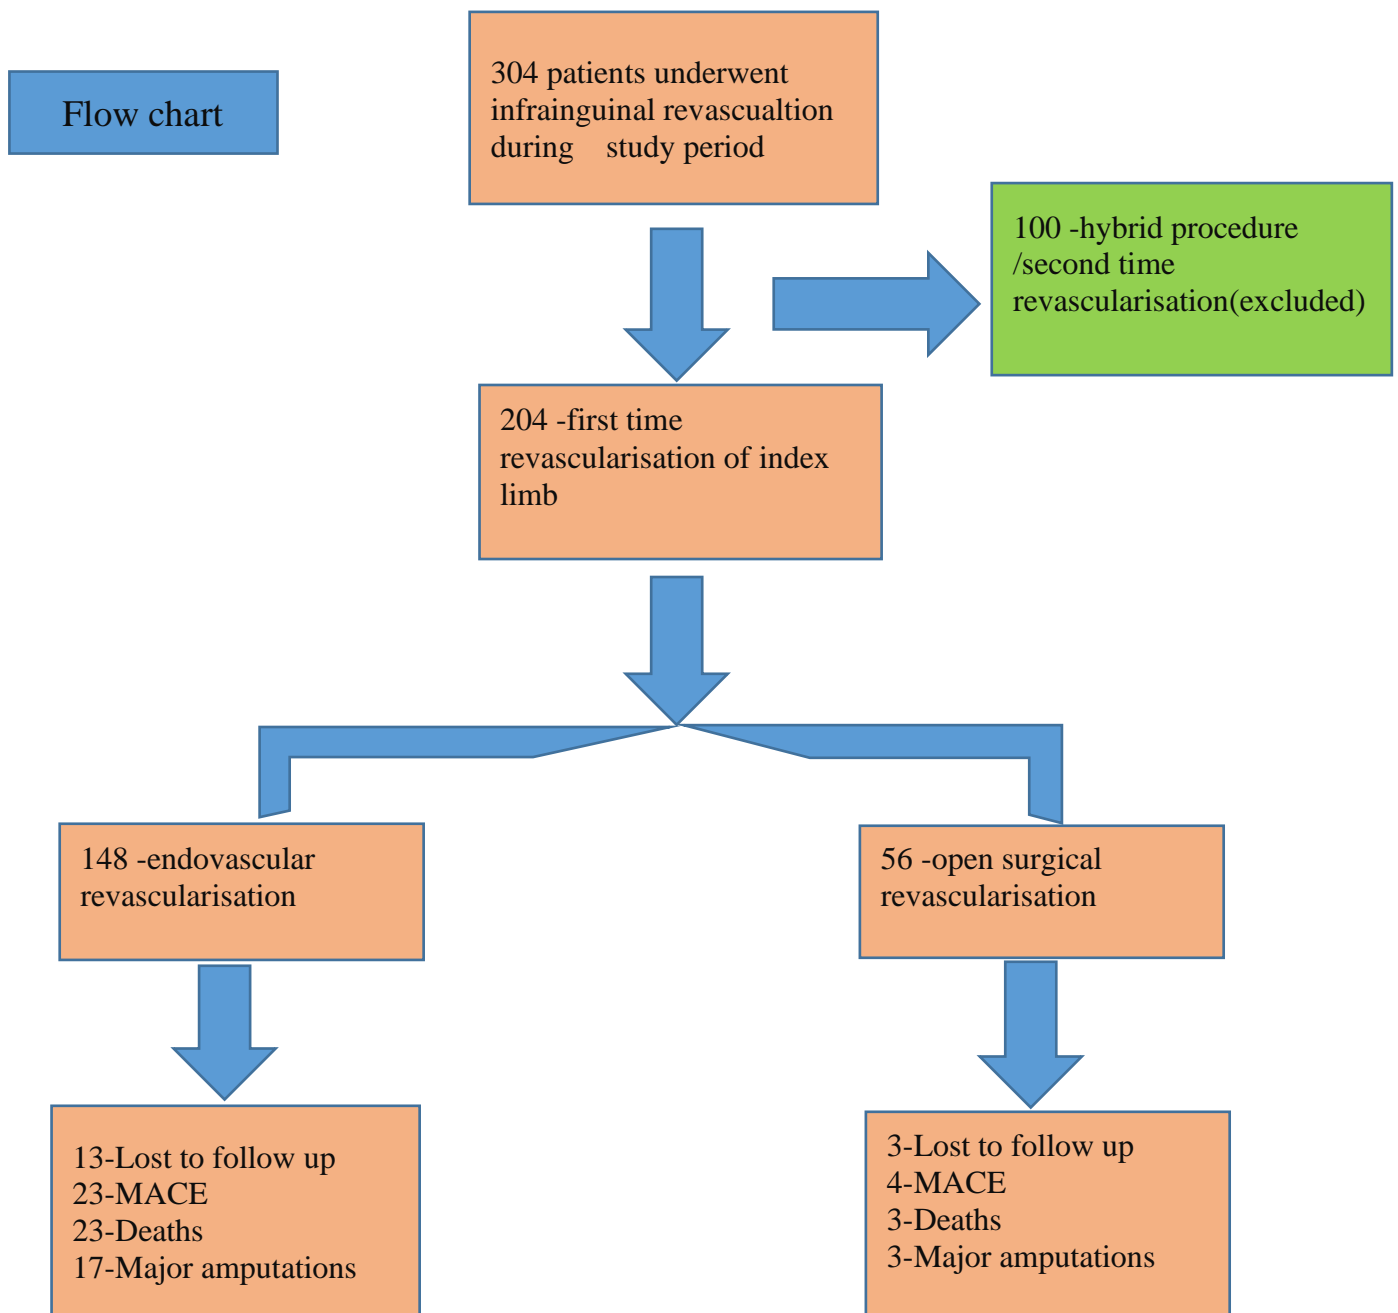 Flow chart
304 patients underwent
infrainguinal revascualtion
during study period
100 -hybrid procedure
/second time
revascularisation(excluded)
204 -first time
revascularisation of index
limb
148 -endovascular
revascularisation
56 -open surgical
revascularisation
13-Lost to follow up
23-MACE
23-Deaths
17-Major amputations
3-Lost to follow up
4-MACE
3-Deaths
3-Major amputations